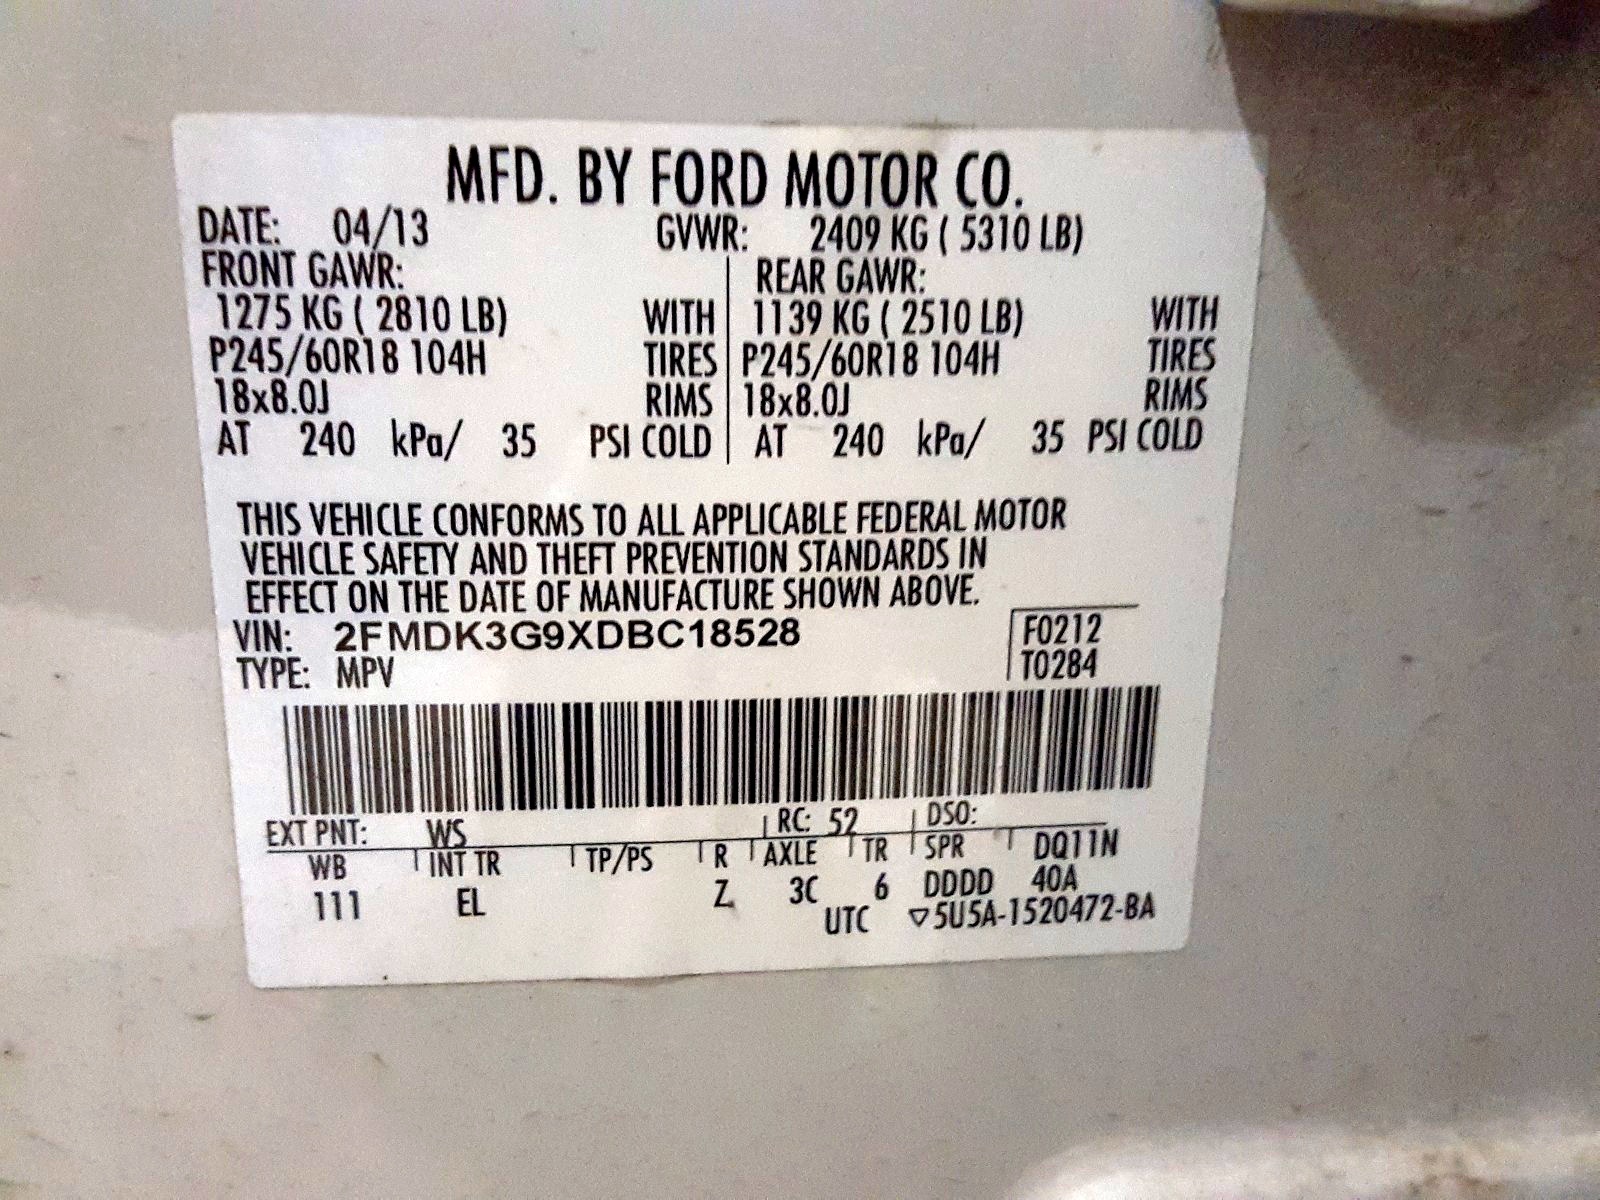 MFD. BY FORD MOTOR CO.
DATE: 04/13 GVWR: 2409 KG ( 5310 LB)
FRONT GAWR: REAR GAWR:
1275 KG ( 2810 LB) WITH 1139 KG ( 2510 LB) WITH
P245/60R18 104H TIRES P245/60R18 104H TIRES
18x8.0J RIMS 18x8.0J RIMS
AT 240 kPa/ 35 PSI COLD AT 240 kPa/ 35 PSI COLD
THIS VEHICLE CONFORMS TO ALL APPLICABLE FEDERAL MOTOR
VEHICLE SAFETY AND THEFT PREVENTION STANDARDS IN
EFFECT ON THE DATE OF MANUFACTURE SHOWN ABOVE.
VIN: 2FMDK3G9XDBC18528 F0212
TYPE: MPV T0284
EXT PNT: WS RC: 52 DSO:
WB INT TR TP/PS R AXLE TR SPR DQ11N
111 EL Z 3C 6 DDDD 40A
UTC ▽5U5A-1520472-BA